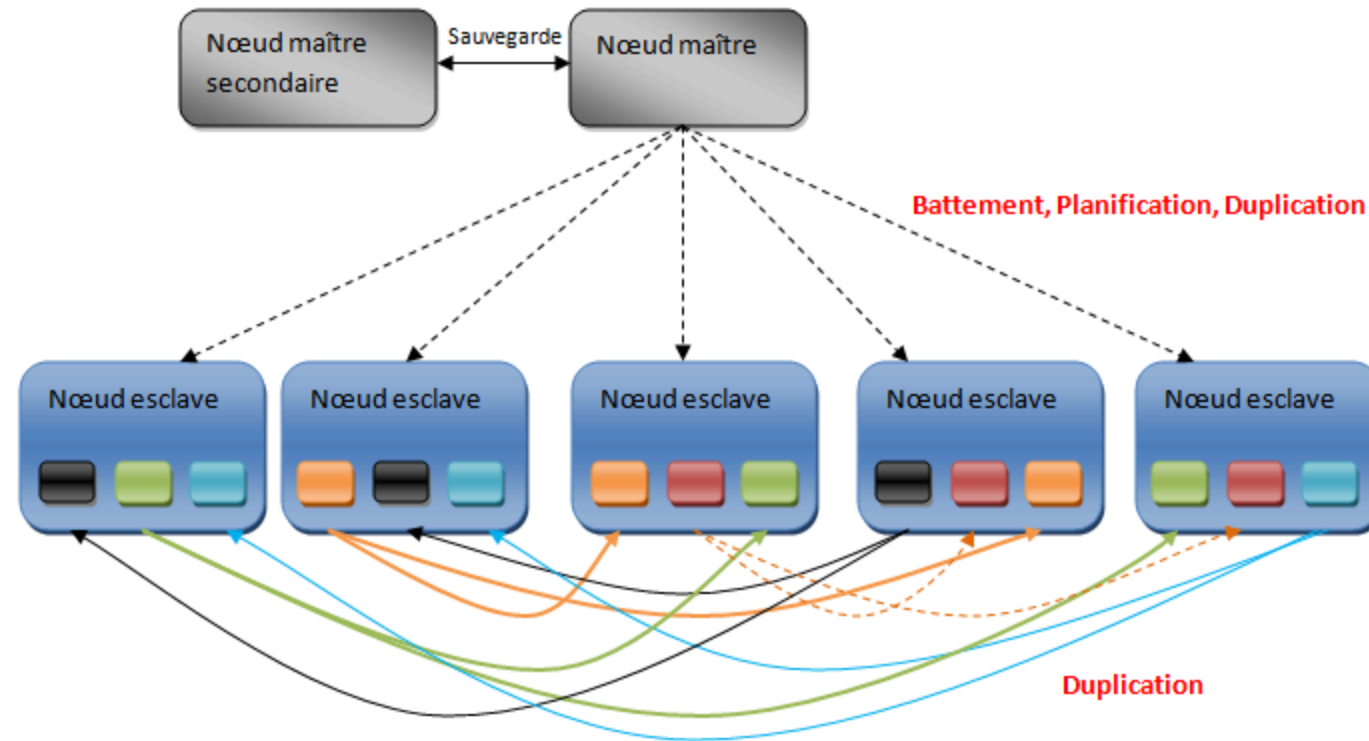 Nœud maître
secondaire
Sauvegarde
Nœud maître
Battement, Planification, Duplication
Nœud esclave
Nœud esclave
Nœud esclave
Nœud esclave
Nœud esclave
Duplication